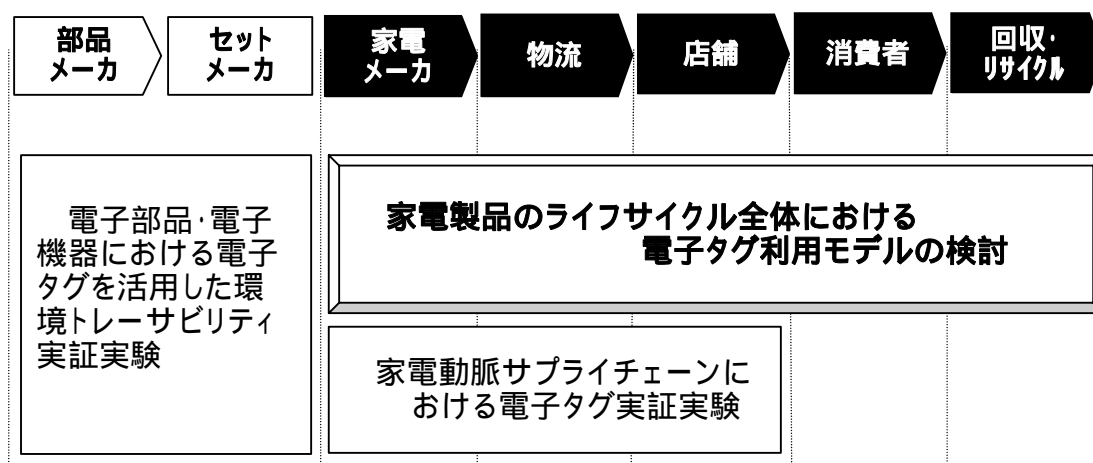 部品
メーカ
セット
メーカ
家電
メーカ
物流
店舗
消費者
回収・
リサイクル
電子部品・電子
機器における電子
タグを活用した環
境トレーサビリティ
実証実験
家電製品のライフサイクル全体における
電子タグ利用モデルの検討
家電動脈サプライチェーンに
おける電子タグ実証実験